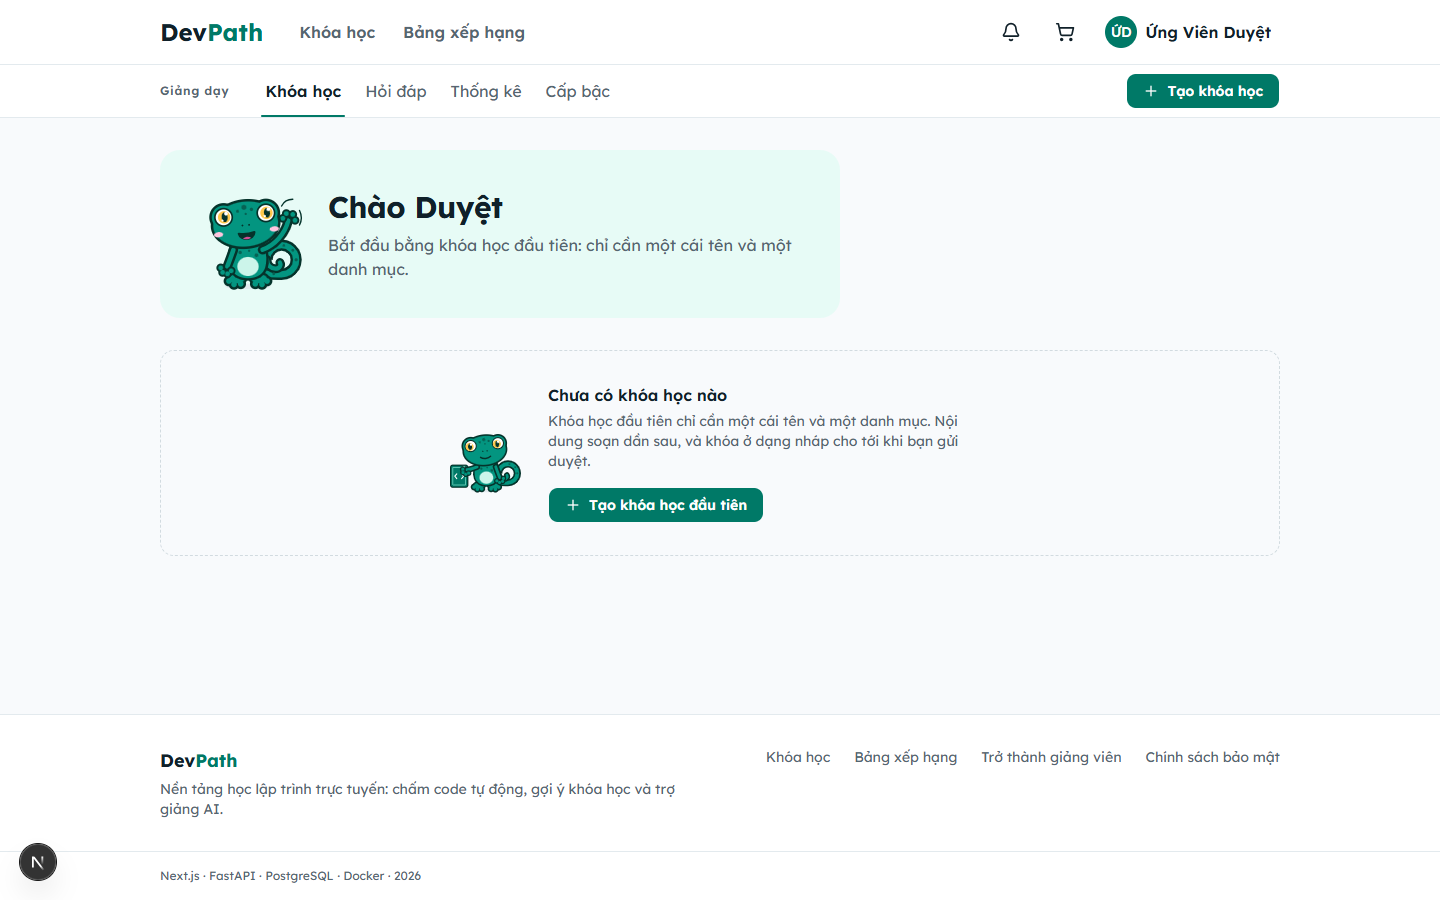 DevPath
Khóa học
Bảng xếp hạng
ỨD
Ứng Viên Duyệt
Giảng dạy
Khóa học
Hỏi đáp
Thống kê
Cấp bậc
+ Tạo khóa học
Chào Duyệt
Bắt đầu bằng khóa học đầu tiên: chỉ cần một cái tên và một
danh mục.
Chưa có khóa học nào
Khóa học đầu tiên chỉ cần một cái tên và một danh mục. Nội
dung soạn dần sau, và khóa ở dạng nháp cho tới khi bạn gửi
duyệt.
+ Tạo khóa học đầu tiên
DevPath
Nền tảng học lập trình trực tuyến: chấm code tự động, gợi ý khóa học và trợ
giảng AI.
Khóa học
Bảng xếp hạng
Trở thành giảng viên
Chính sách bảo mật
N
Next.js · FastAPI · PostgreSQL · Docker · 2026